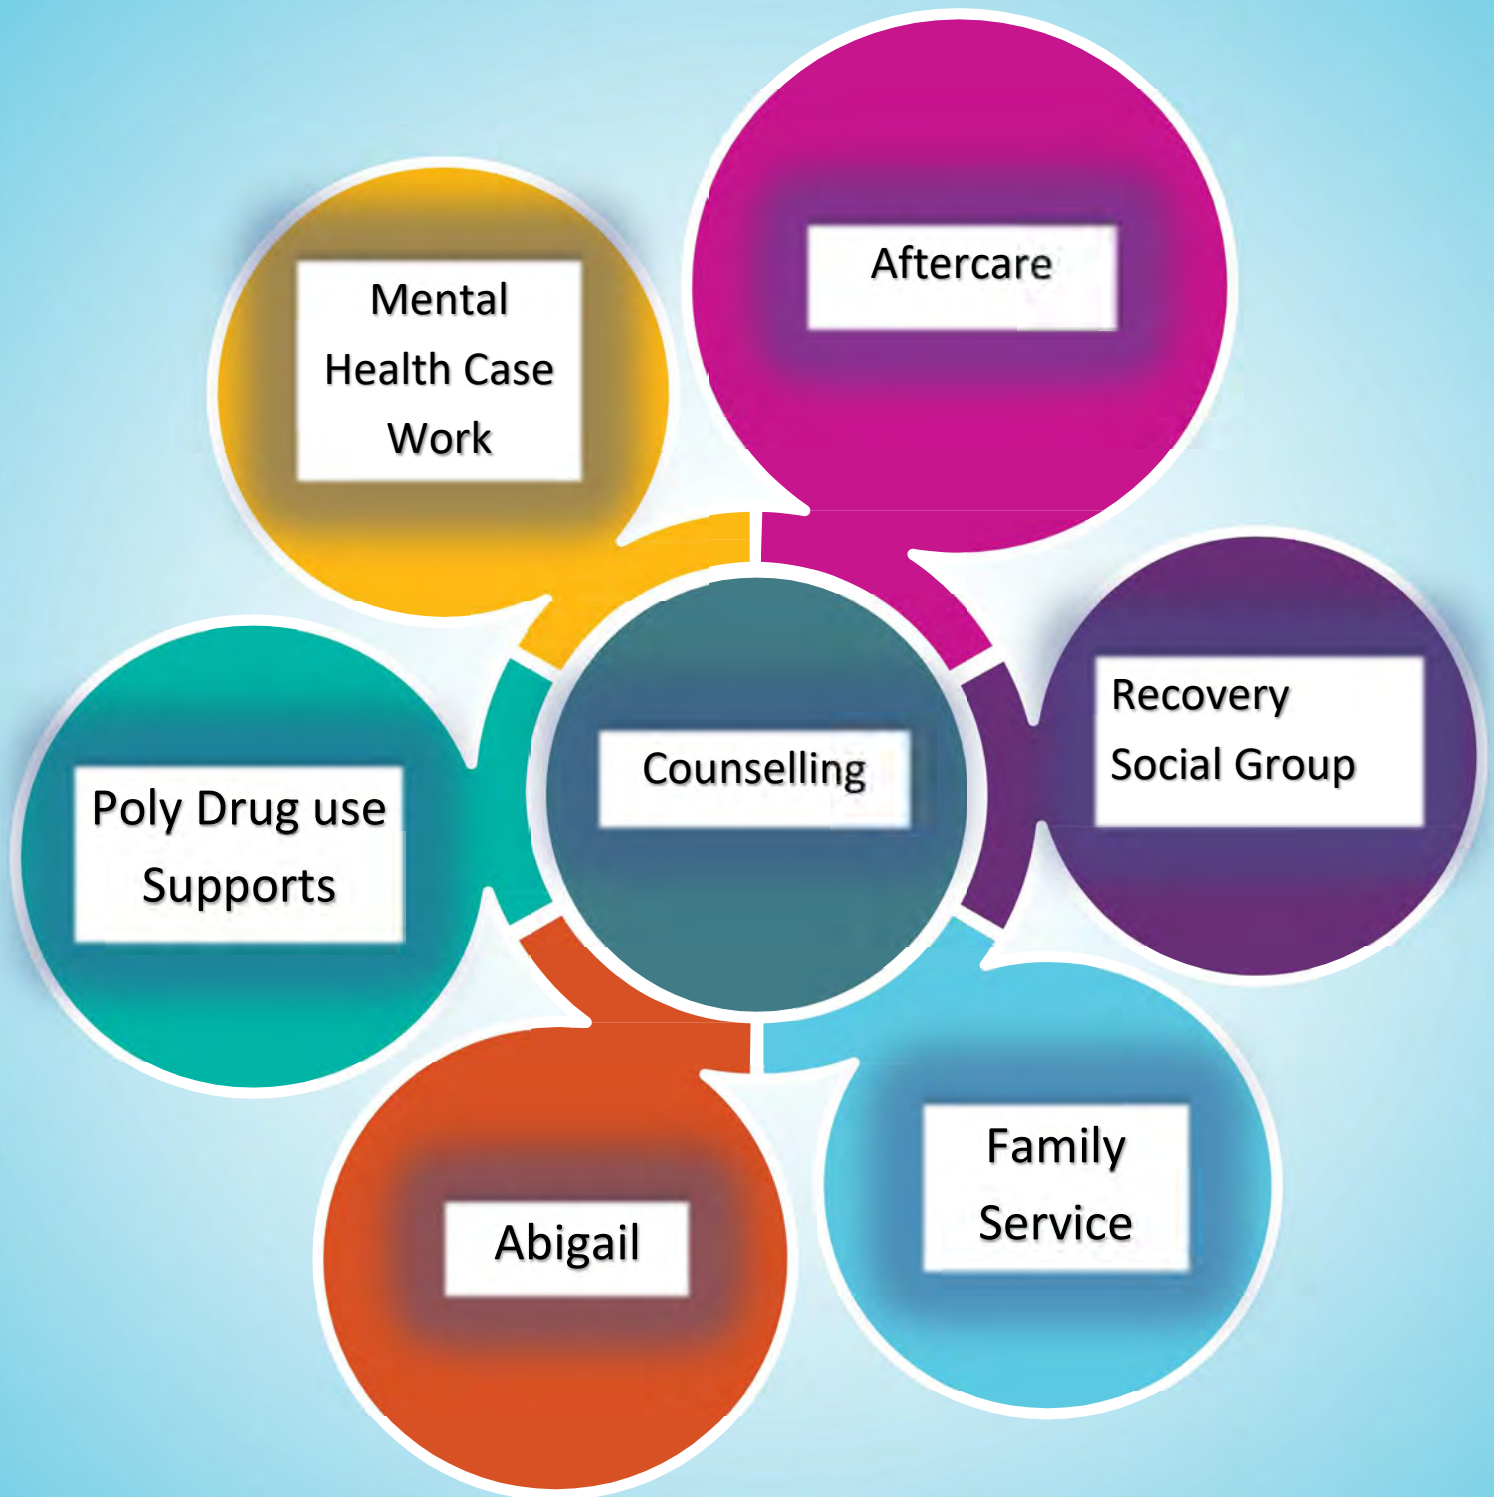 Aftercare
Mental
Health Case
Work
Recovery
Social Group
Counselling
Poly Drug use
Supports
Family
Service
Abigail